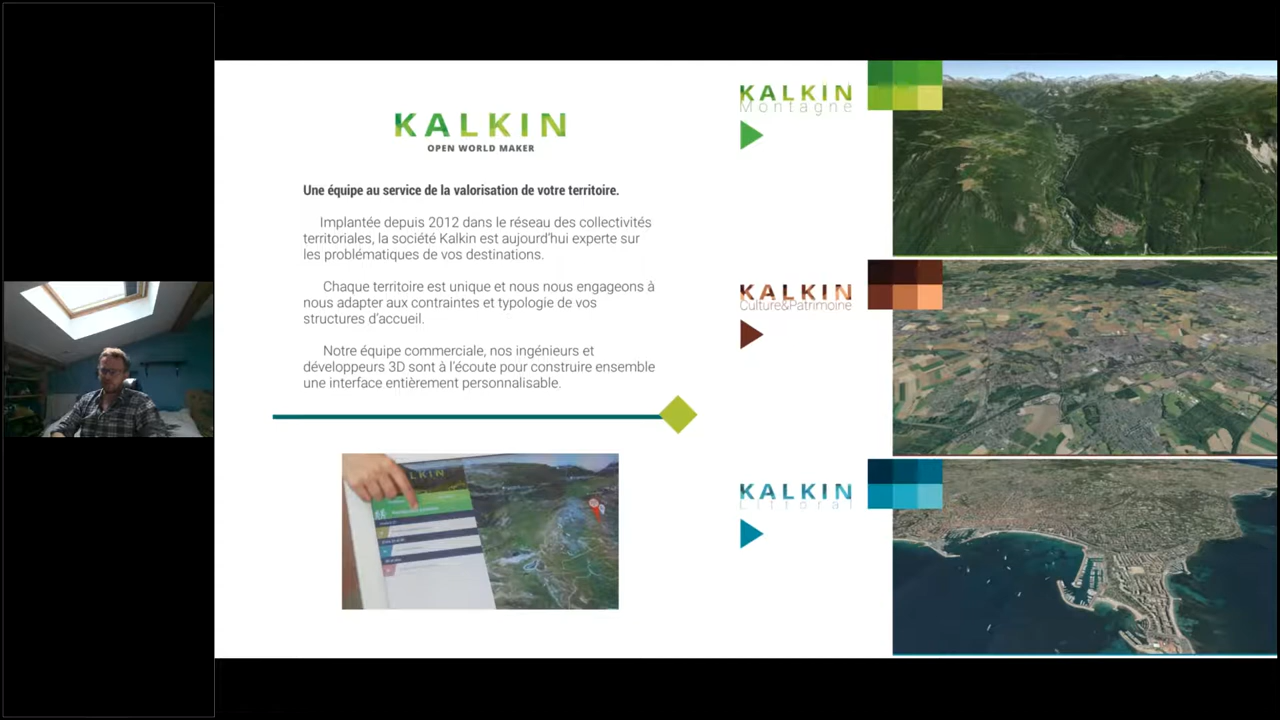 KALKIN
OPEN WORLD MAKER
Une équipe au service de la valorisation de votre territoire.
Implantée depuis 2012 dans le réseau des collectivités
territoriales, la société Kalkin est aujourd'hui experte sur
les problématiques de vos destinations.
Chaque territoire est unique et nous nous engageons à
nous adapter aux contraintes et typologie de vos
structures d'accueil.
Notre équipe commerciale, nos ingénieurs et
développeurs 3D sont à l'écoute pour construire ensemble
une interface entièrement personnalisable.
KALKIN
Montagne
KALKIN
Culture&Patrimoine
KALKIN
Littoral